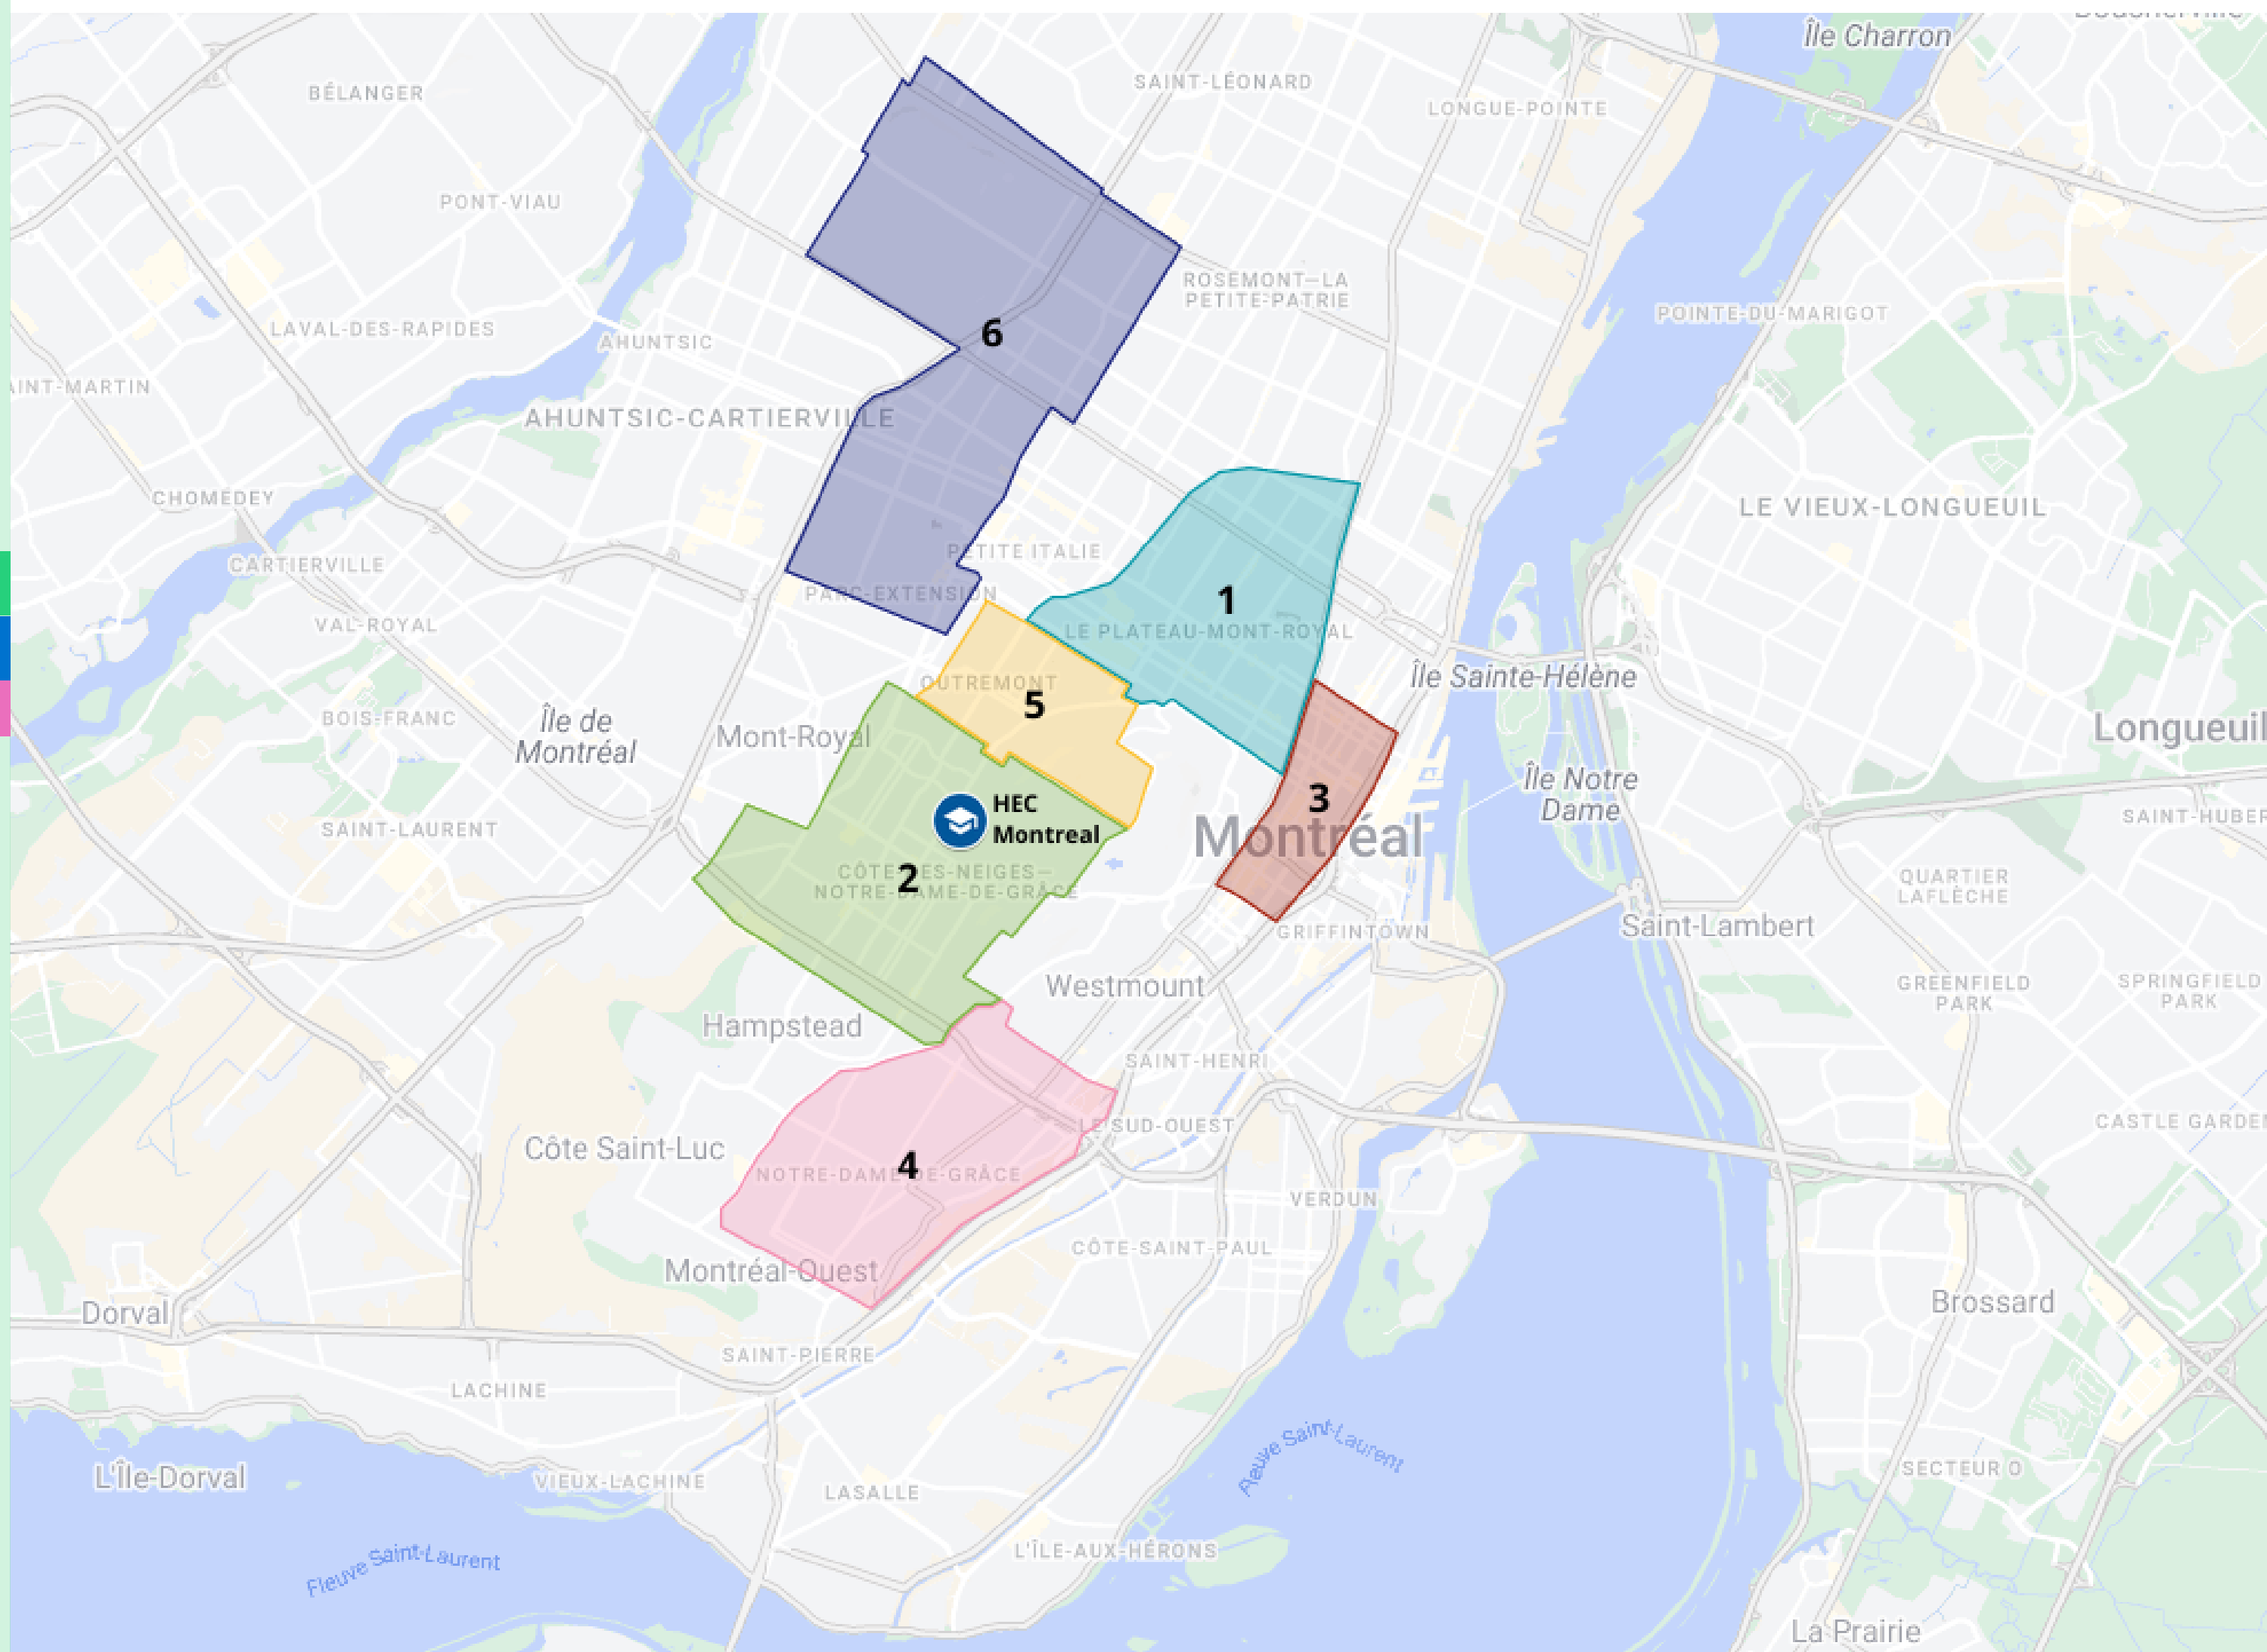 Île Charron
SAINT-LÉONARD
BÉLANGER
LONGUE-POINTE
PONT-VIAU
ROSEMONT—LA
PETITE-PATRIE
POINTE-DU-MARIGOT
LAVAL-DES-RAPIDES
AHUNTSIC
6
AINT-MARTIN
AHUNTSIC-CARTIERVILLE
CHOMEDEY
LE VIEUX-LONGUEUIL
PETITE ITALIE
CARTIERVILLE
PARC-EXTENSION
1
VAL-ROYAL
LE PLATEAU-MONT-ROYAL
Île Sainte-Hélène
OUTREMONT
5
BOIS-FRANC
Île de
Montréal
Mont-Royal
Longueuil
Île Notre
Dame
3
HEC
Montreal
SAINT-LAURENT
Montréal
SAINT-HUBER
CÔTE-DES-NEIGES—
NOTRE-DAME-DE-GRÂCE
2
QUARTIER
LAFLÈCHE
Saint-Lambert
GRIFFINTOWN
Westmount
GREENFIELD
PARK
SPRINGFIELD
PARK
Hampstead
SAINT-HENRI
LE SUD-OUEST
CASTLE GARDE
Côte Saint-Luc
4
NOTRE-DAME-DE-GRÂCE
VERDUN
CÔTE-SAINT-PAUL
Montréal-Ouest
Brossard
Dorval
SAINT-PIERRE
LACHINE
Fleuve Saint-Laurent
L'Île-Dorval
VIEUX-LACHINE
LASALLE
SECTEUR O
L'ÎLE-AUX-HÉRONS
Fleuve Saint-Laurent
La Prairie